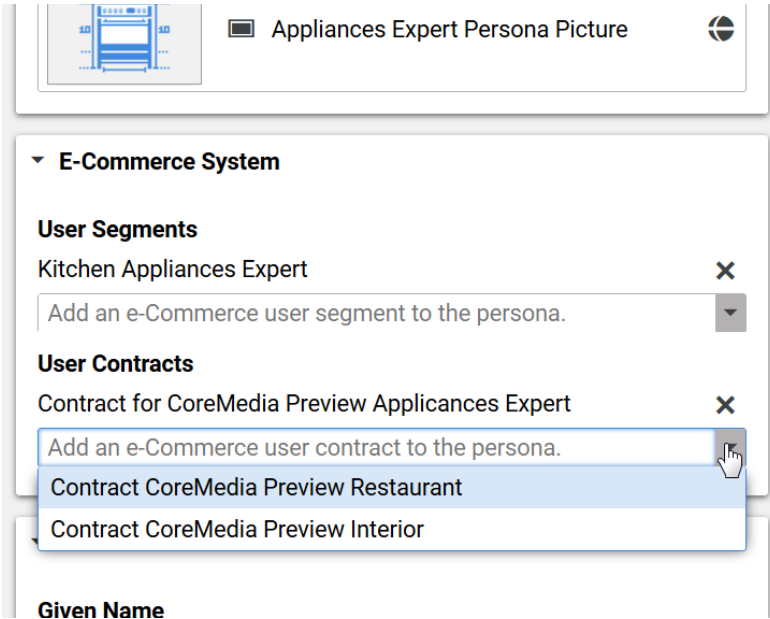 10 10
Appliances Expert Persona Picture
E-Commerce System
User Segments
Kitchen Appliances Expert
Add an e-Commerce user segment to the persona.
User Contracts
Contract for CoreMedia Preview Applicances Expert
Add an e-Commerce user contract to the persona.
Contract CoreMedia Preview Restaurant
Contract CoreMedia Preview Interior
Given Name